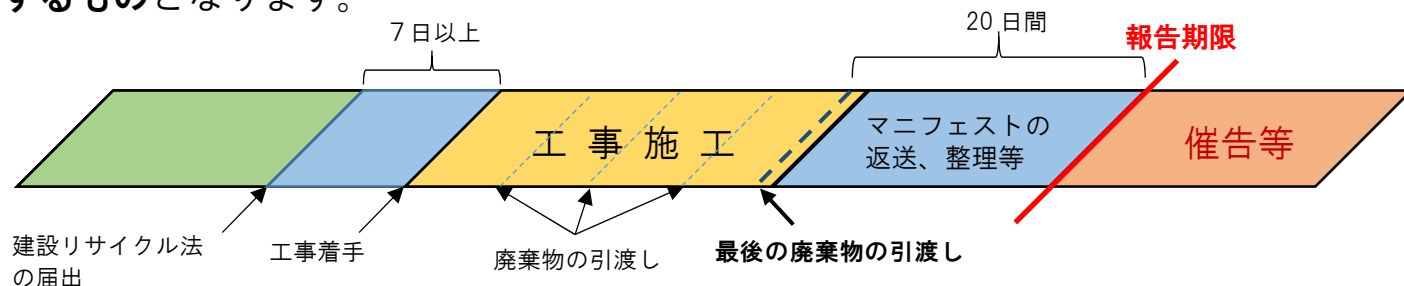 するものとなります。
7日以上
20日間
報告期限
工事施工
マニフェストの
返送、整理等
催告等
建設リサイクル法
の届出
工事着手
廃棄物の引渡し
最後の廃棄物の引渡し